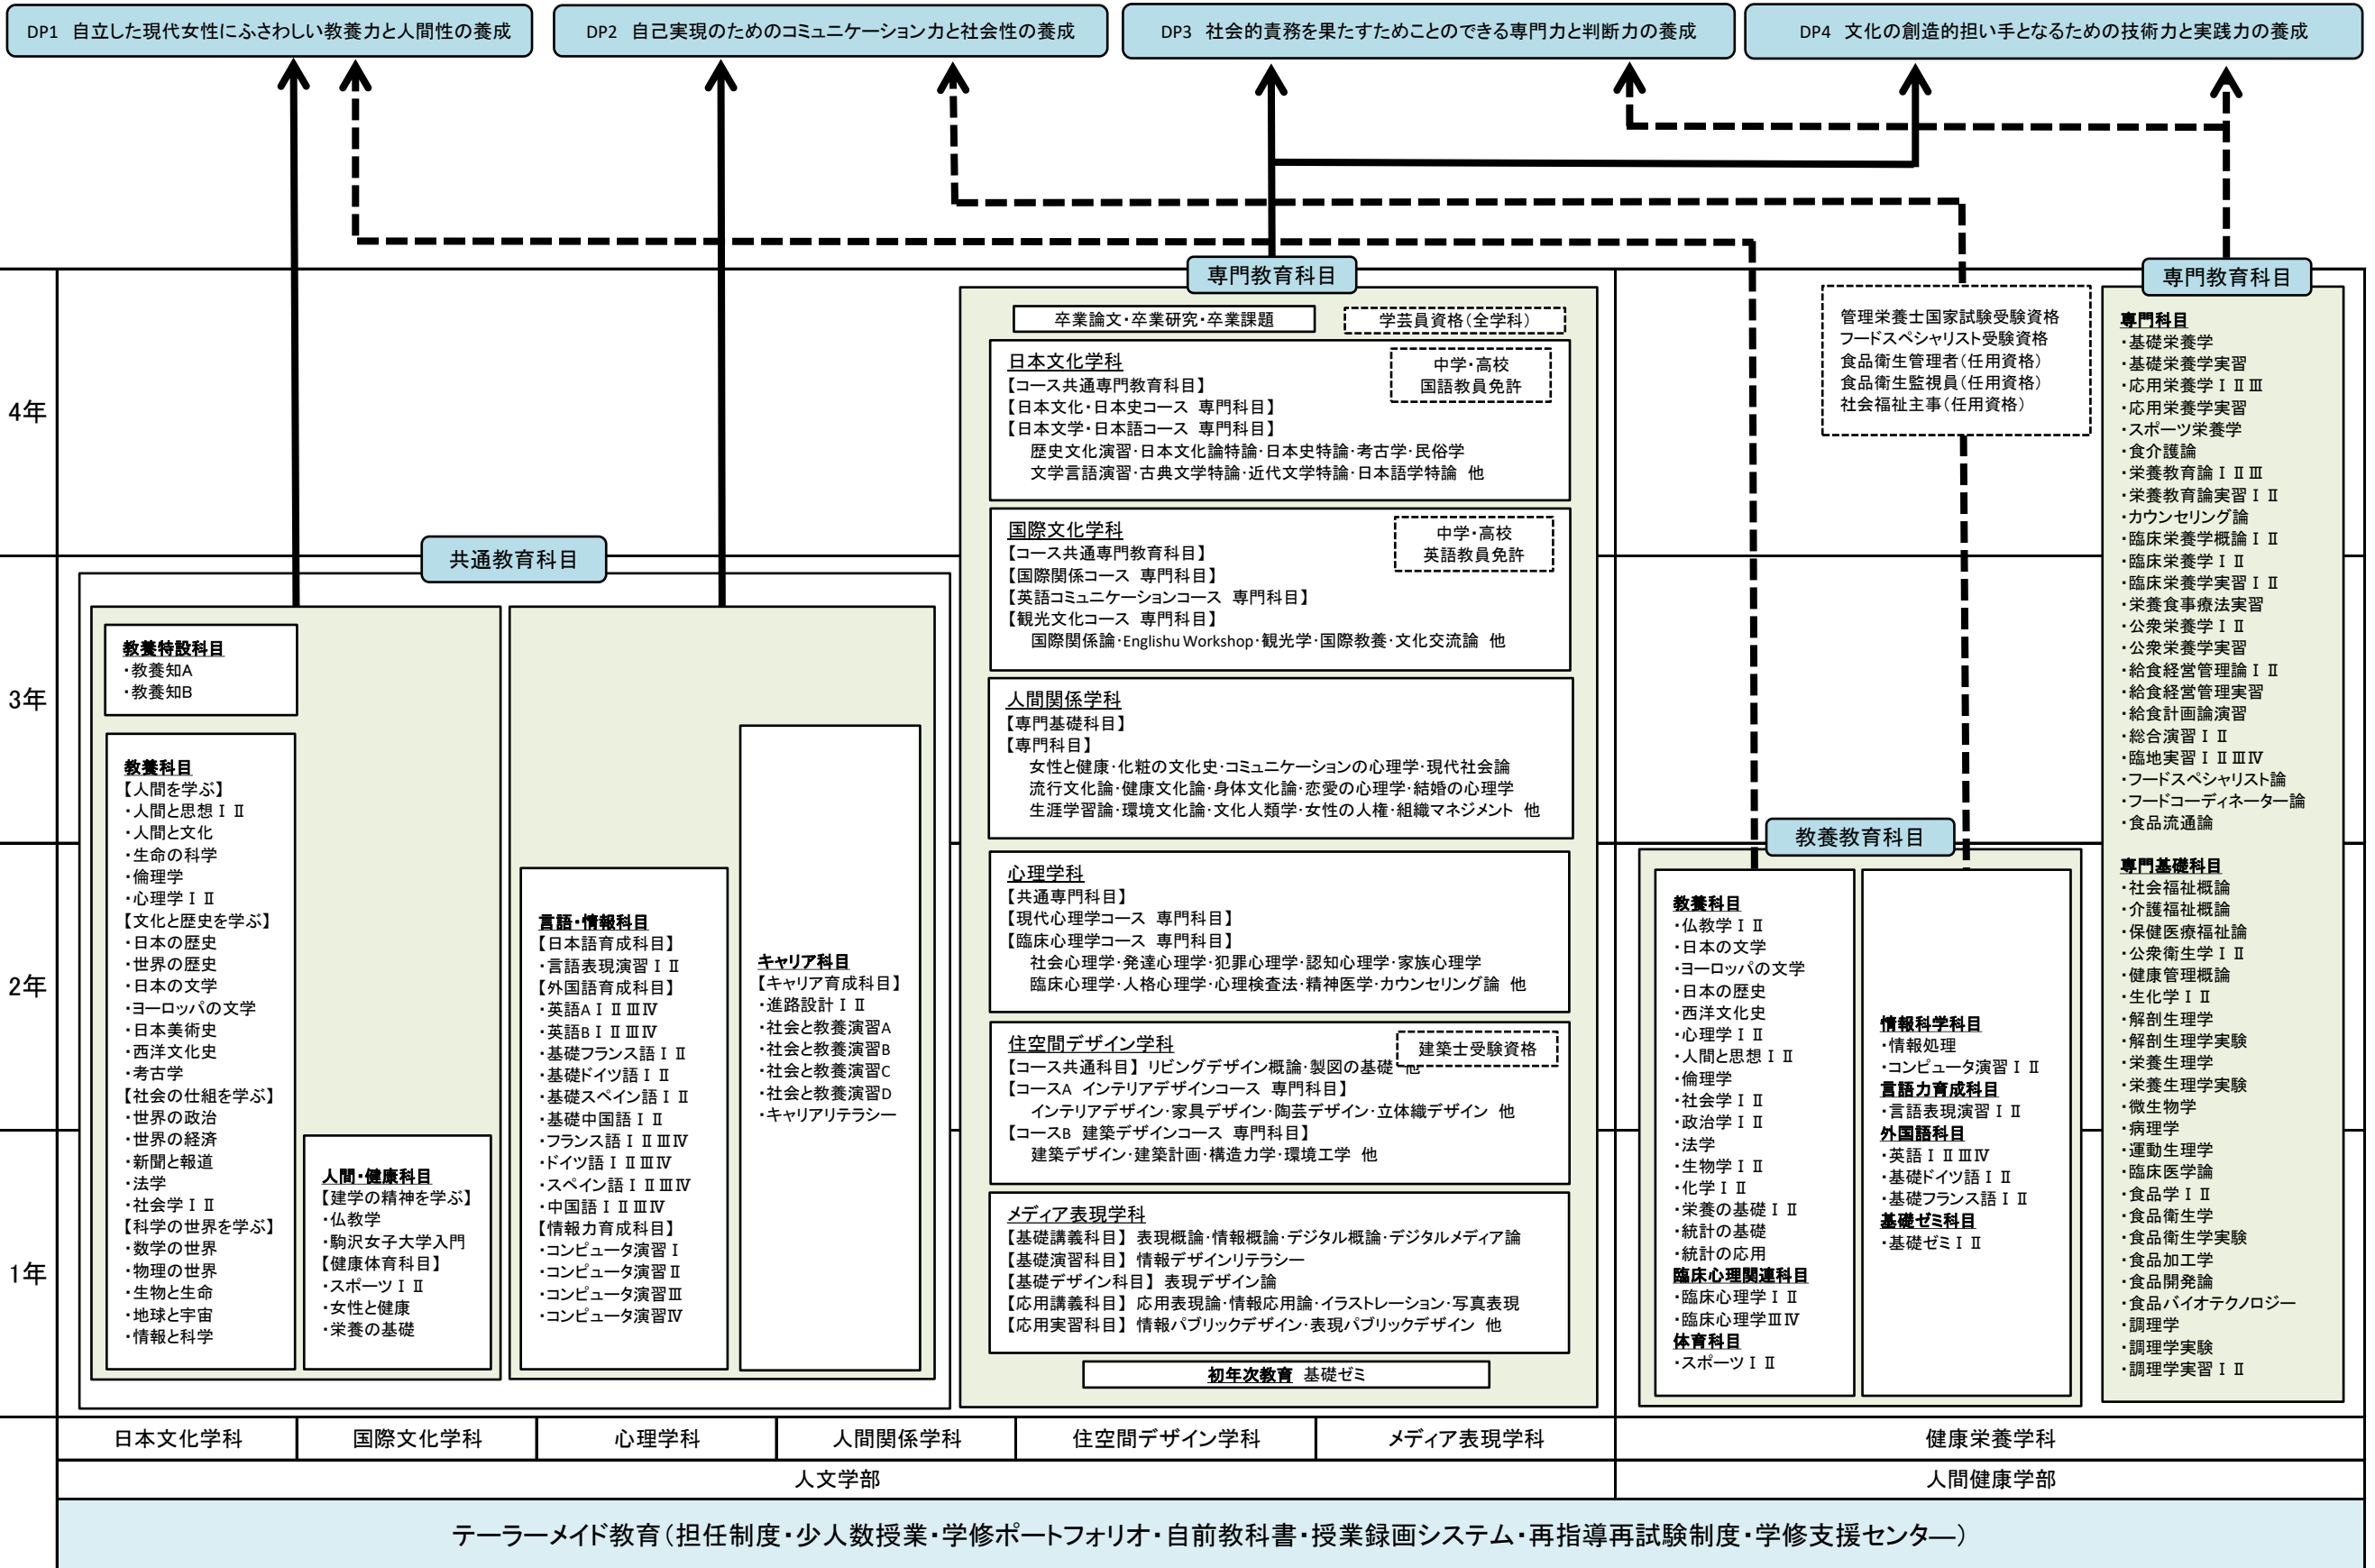 DP1 自立した現代女性にふさわしい教養力と人間性の養成
DP2 自己実現のためのコミュニケーション力と社会性の養成
DP3 社会的責務を果たすためことのできる専門力と判断力の養成
DP4 文化の創造的担い手となるための技術力と実践力の養成
4年
3年
2年
1年
共通教育科目
教養特設科目
・教養知A
・教養知B
教養科目
【人間を学ぶ】
・人間と思想Ⅰ Ⅱ
・人間と文化
・生命の科学
・倫理学
・心理学Ⅰ Ⅱ
【文化と歴史を学ぶ】
・日本の歴史
・世界の歴史
・日本の文学
・ヨーロッパの文学
・日本美術史
・西洋文化史
・考古学
【社会の仕組を学ぶ】
・世界の政治
・世界の経済
・新聞と報道
・法学
・社会学Ⅰ Ⅱ
【科学の世界を学ぶ】
・数学の世界
・物理の世界
・生物と生命
・地球と宇宙
・情報と科学
人間・健康科目
【建学の精神を学ぶ】
・仏教学
・駒沢女子大学入門
【健康体育科目】
・スポーツⅠ Ⅱ
・女性と健康
・栄養の基礎
言語・情報科目
【日本語育成科目】
・言語表現演習Ⅰ Ⅱ
【外国語育成科目】
・英語AⅠ Ⅱ Ⅲ Ⅳ
・英語BⅠ Ⅱ Ⅲ Ⅳ
・基礎フランス語Ⅰ Ⅱ
・基礎ドイツ語Ⅰ Ⅱ
・基礎スペイン語Ⅰ Ⅱ
・基礎中国語Ⅰ Ⅱ
・フランス語Ⅰ Ⅱ Ⅲ Ⅳ
・ドイツ語Ⅰ Ⅱ Ⅲ Ⅳ
・スペイン語Ⅰ Ⅱ Ⅲ Ⅳ
・中国語Ⅰ Ⅱ Ⅲ Ⅳ
【情報力育成科目】
・コンピュータ演習Ⅰ
・コンピュータ演習Ⅱ
・コンピュータ演習Ⅲ
・コンピュータ演習Ⅳ
キャリア科目
【キャリア育成科目】
・進路設計Ⅰ Ⅱ
・社会と教養演習A
・社会と教養演習B
・社会と教養演習C
・社会と教養演習D
・キャリアリテラシー
専門教育科目
卒業論文・卒業研究・卒業課題
学芸員資格（全学科）
日本文化学科
中学・高校
国語教員免許
【コース共通専門教育科目】
【日本文化・日本史コース 専門科目】
【日本文学・日本語コース 専門科目】
歴史文化演習・日本文化論特論・日本史特論・考古学・民俗学
文学言語演習・古典文学特論・近代文学特論・日本語学特論 他
国際文化学科
中学・高校
英語教員免許
【コース共通専門教育科目】
【国際関係コース 専門科目】
【英語コミュニケーションコース 専門科目】
【観光文化コース 専門科目】
国際関係論・Englishu Workshop・観光学・国際教養・文化交流論 他
人間関係学科
【専門基礎科目】
【専門科目】
女性と健康・化粧の文化史・コミュニケーションの心理学・現代社会論
流行文化論・健康文化論・身体文化論・恋愛の心理学・結婚の心理学
生涯学習論・環境文化論・文化人類学・女性の人権・組織マネジメント 他
心理学科
【共通専門科目】
【現代心理学コース 専門科目】
【臨床心理学コース 専門科目】
社会心理学・発達心理学・犯罪心理学・認知心理学・家族心理学
臨床心理学・人格心理学・心理検査法・精神医学・カウンセリング論 他
住空間デザイン学科
建築士受験資格
【コース共通科目】 リビングデザイン概論・製図の基礎 他
【コースA インテリアデザインコース 専門科目】
インテリアデザイン・家具デザイン・陶芸デザイン・立体織デザイン 他
【コースB 建築デザインコース 専門科目】
建築デザイン・建築計画・構造力学・環境工学 他
メディア表現学科
【基礎講義科目】 表現概論・情報概論・デジタル概論・デジタルメディア論
【基礎演習科目】 情報デザインリテラシー
【基礎デザイン科目】 表現デザイン論
【応用講義科目】 応用表現論・情報応用論・イラストレーション・写真表現
【応用実習科目】 情報パブリックデザイン・表現パブリックデザイン 他
初年次教育 基礎ゼミ
管理栄養士国家試験受験資格
フードスペシャリスト受験資格
食品衛生管理者（任用資格）
食品衛生監視員（任用資格）
社会福祉主事（任用資格）
教養教育科目
教養科目
・仏教学Ⅰ Ⅱ
・日本の文学
・ヨーロッパの文学
・日本の歴史
・西洋文化史
・心理学Ⅰ Ⅱ
・人間と思想Ⅰ Ⅱ
・倫理学
・社会学Ⅰ Ⅱ
・政治学Ⅰ Ⅱ
・法学
・生物学Ⅰ Ⅱ
・化学Ⅰ Ⅱ
・栄養の基礎Ⅰ Ⅱ
・統計の基礎
・統計の応用
臨床心理関連科目
・臨床心理学Ⅰ Ⅱ
・臨床心理学Ⅲ Ⅳ
体育科目
・スポーツⅠ Ⅱ
情報科学科目
・情報処理
・コンピュータ演習Ⅰ Ⅱ
言語力育成科目
・言語表現演習Ⅰ Ⅱ
外国語科目
・英語Ⅰ Ⅱ Ⅲ Ⅳ
・基礎ドイツ語Ⅰ Ⅱ
・基礎フランス語Ⅰ Ⅱ
基礎ゼミ科目
・基礎ゼミⅠ Ⅱ
専門教育科目
専門科目
・基礎栄養学
・基礎栄養学実習
・応用栄養学Ⅰ Ⅱ Ⅲ
・応用栄養学実習
・スポーツ栄養学
・食介護論
・栄養教育論Ⅰ Ⅱ Ⅲ
・栄養教育論実習Ⅰ Ⅱ
・カウンセリング論
・臨床栄養学概論Ⅰ Ⅱ
・臨床栄養学Ⅰ Ⅱ
・臨床栄養学実習Ⅰ Ⅱ
・栄養食事療法実習
・公衆栄養学Ⅰ Ⅱ
・公衆栄養学実習
・給食経営管理論Ⅰ Ⅱ
・給食経営管理実習
・給食計画論演習
・総合演習Ⅰ Ⅱ
・臨地実習Ⅰ Ⅱ Ⅲ Ⅳ
・フードスペシャリスト論
・フードコーディネーター論
・食品流通論
専門基礎科目
・社会福祉概論
・介護福祉概論
・保健医療福祉論
・公衆衛生学Ⅰ Ⅱ
・健康管理概論
・生化学Ⅰ Ⅱ
・解剖生理学
・解剖生理学実験
・栄養生理学
・栄養生理学実験
・微生物学
・病理学
・運動生理学
・臨床医学論
・食品学Ⅰ Ⅱ
・食品衛生学
・食品衛生学実験
・食品加工学
・食品開発論
・食品バイオテクノロジー
・調理学
・調理学実験
・調理学実習Ⅰ Ⅱ
日本文化学科
国際文化学科
心理学科
人間関係学科
住空間デザイン学科
メディア表現学科
健康栄養学科
人文学部
人間健康学部
テーラーメイド教育（担任制度・少人数授業・学修ポートフォリオ・自前教科書・授業録画システム・再指導再試験制度・学修支援センター）